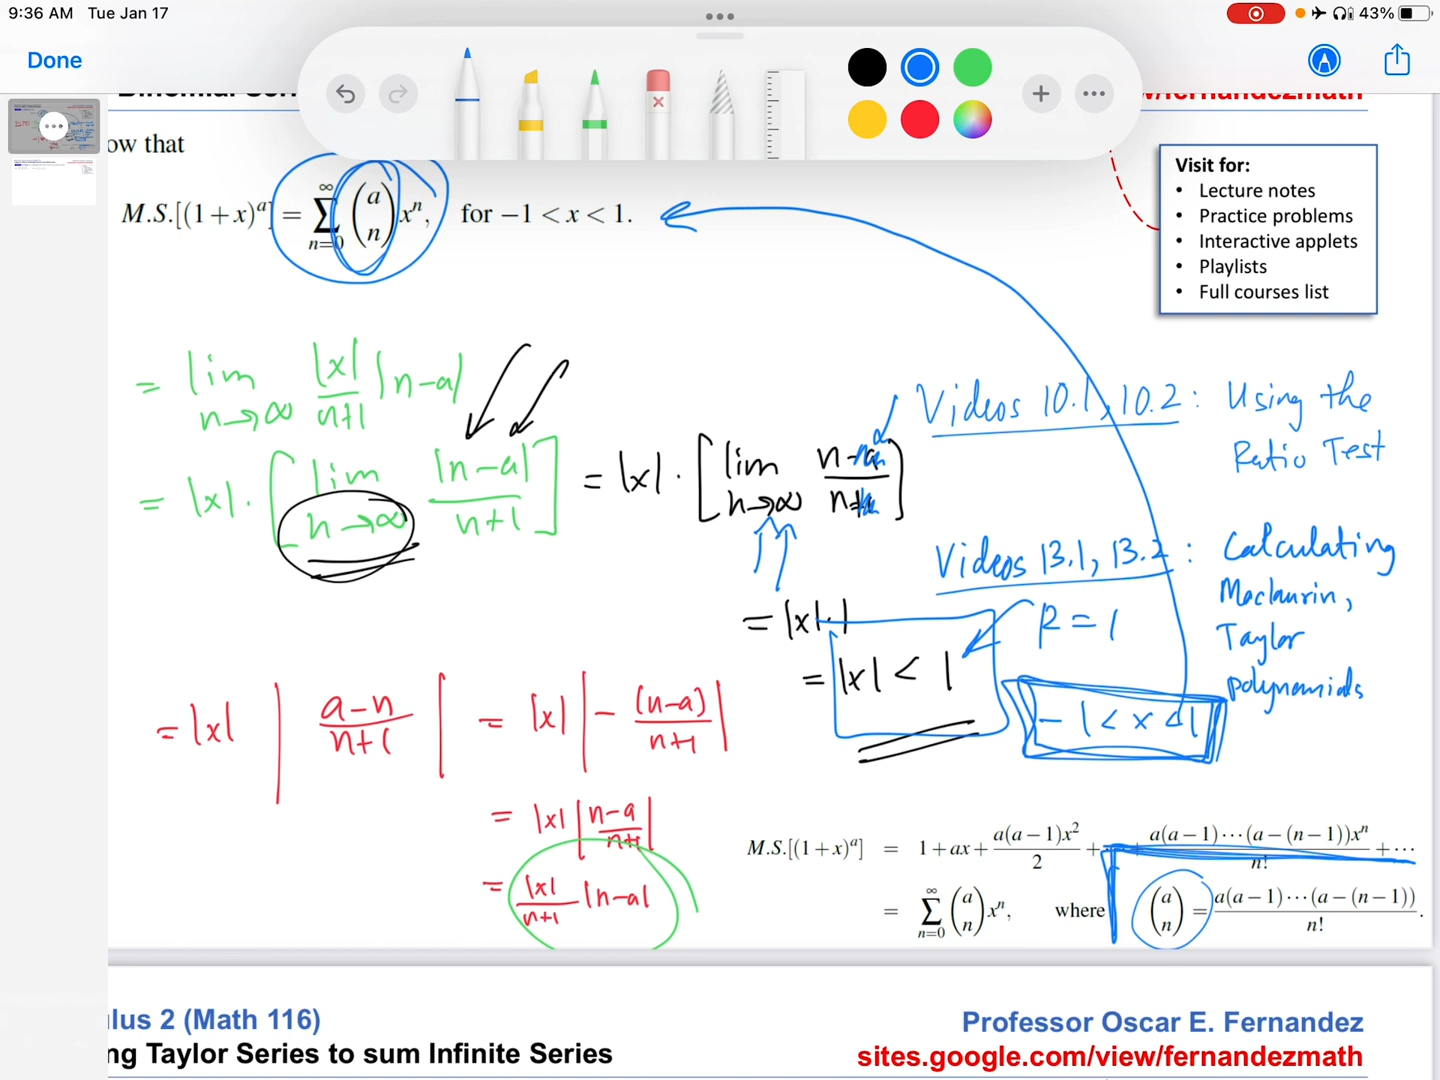 9:36 AM Tue Jan 17
43%
Done
ow that
M.S.[(1+x)^a] = ∑_{n=0}^{∞} (a n) x^n, for −1 < x < 1.
Visit for:
• Lecture notes
• Practice problems
• Interactive applets
• Playlists
• Full courses list
= lim n→∞ |x|/n+1 |n−a|
= |x| · [lim n→∞ |n−a|/n+1] = |x| · [lim n→∞
Videos 10.1, 10.2 : Using the
Ratio Test
Videos 13.1, 13.2 : Calculating
Maclaurin,
Taylor
polynomials
= |x|·1
R = 1
= |x| < 1
−1 < x < 1
= |x| | a−n/n+1 | = |x| | − (n−a)/n+1 |
= |x| | n−a/n+1 |
= |x|/n+1 |n−a|
M.S.[(1+x)^a] = 1 + ax + a(a−1)x²/2 + ··· + a(a−1)···(a−(n−1))x^n/n! + ···
= ∑_{n=0}^{∞} (a n) x^n, where (a n) = a(a−1)···(a−(n−1))/n!.
lus 2 (Math 116)
Professor Oscar E. Fernandez
ng Taylor Series to sum Infinite Series
sites.google.com/view/fernandezmath